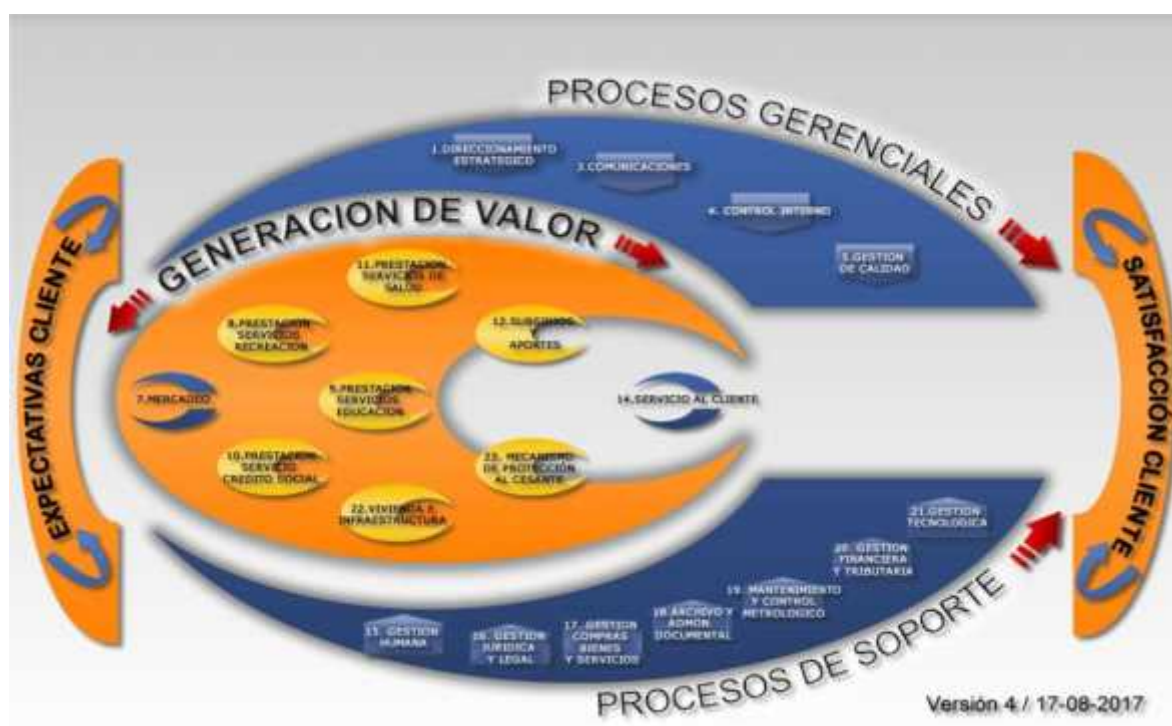 PROCESOS GERENCIALES
1.DIRECCIONAMIENTO
ESTRATEGICO
3.COMUNICACIONES
4. CONTROL INTERNO
5.GESTION
DE CALIDAD
GENERACION DE VALOR
EXPECTATIVAS CLIENTE
11.PRESTACION
SERVICIOS DE
SALUD
8.PRESTACION
SERVICIOS
RECREACION
12.SUBSIDIOS
Y
APORTES
7.MERCADEO
9.PRESTACION
SERVICIOS
EDUCACION
14.SERVICIO AL CLIENTE
10.PRESTACION
SERVICIO
CREDITO SOCIAL
23. MECANISMO
DE PROTECCIÓN
AL CESANTE
22.VIVIENDA E
INFRAESTRUCTURA
SATISFACCION CLIENTE
21.GESTION
TECNOLOGICA
20. GESTION
FINANCIERA
Y TRIBUTARIA
19. MANTENIMIENTO
Y CONTROL
METROLOGICO
18.ARCHIVO Y
ADMON.
DOCUMENTAL
17. GESTION
COMPRAS
BIENES
Y SERVICIOS
16. GESTION
JURIDICA
Y LEGAL
15. GESTION
HUMANA
PROCESOS DE SOPORTE
Versión 4 / 17-08-2017